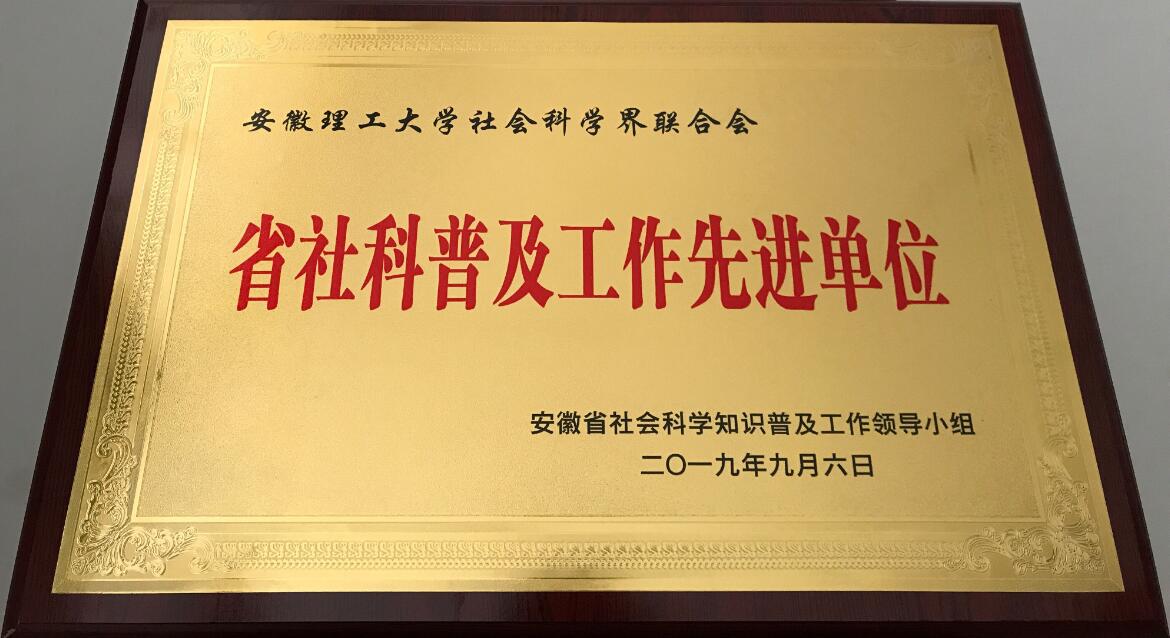 安徽理工大学社会科学界联合会
省社科普及工作先进单位
安徽省社会科学知识普及工作领导小组
二〇一九年九月六日